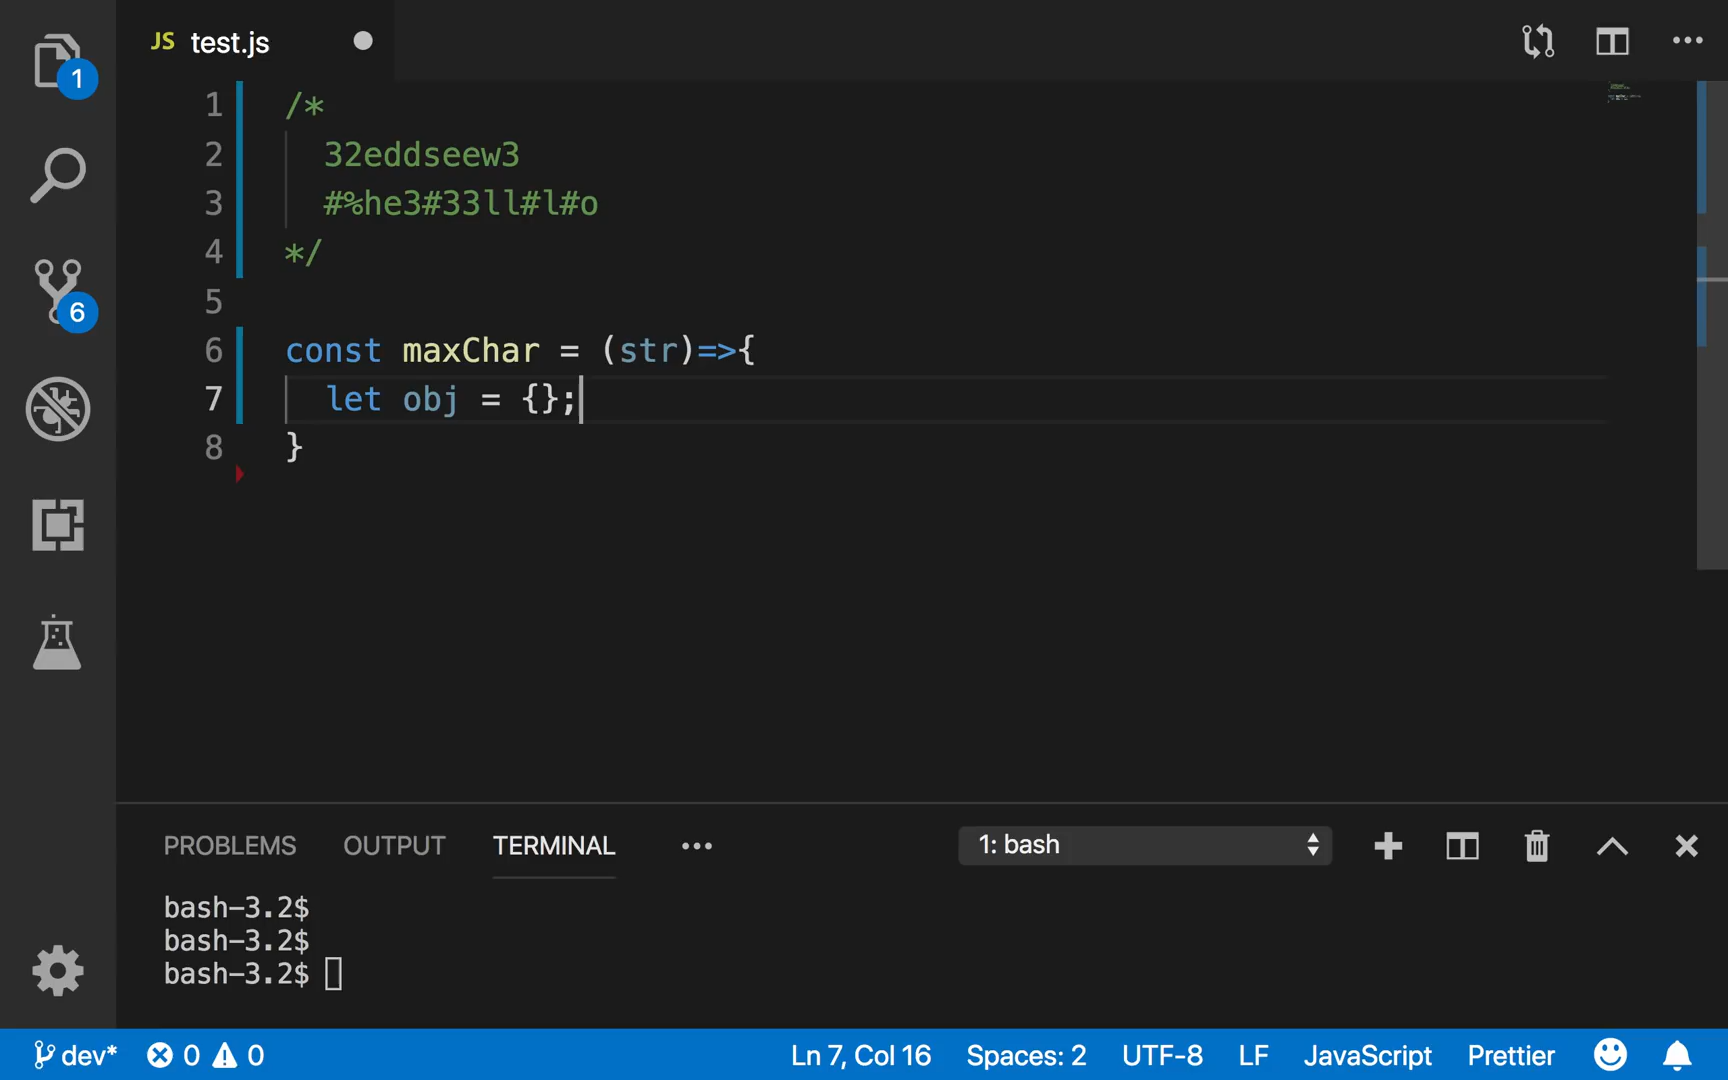 1
6
JS test.js
1 /*
2 32eddseew3
3 #%he3#33ll#l#o
4 */
5
6 const maxChar = (str)=>{
7 let obj = {};
8 }
PROBLEMS OUTPUT TERMINAL ••• 1: bash
bash-3.2$
bash-3.2$
bash-3.2$
dev* 0 0 Ln 7, Col 16 Spaces: 2 UTF-8 LF JavaScript Prettier